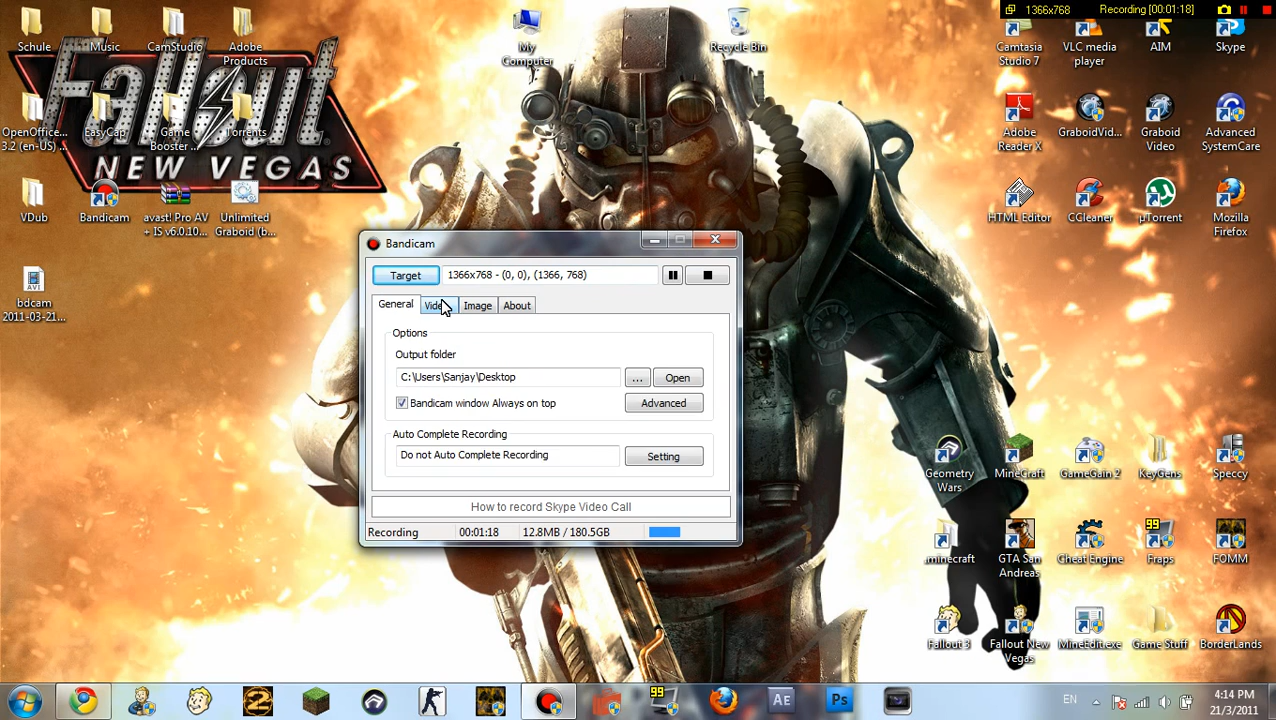 1366x768
Recording [00:01:18]
Schule
Music
CamStudio
Adobe
Products
My
Computer
Recycle Bin
Camtasia
Studio 7
VLC media
player
AIM
Skype
Fallout
NEW VEGAS
OpenOffice...
3.2 (en-US) ...
EasyCap
Game
Booster ...
Torrents
Adobe
Reader X
GraboidVid...
Graboid
Video
Advanced
SystemCare
VDub
Bandicam
avast! Pro AV
+ IS v6.0.10...
Unlimited
Graboid (b...
HTML Editor
CCleaner
µTorrent
Mozilla
Firefox
bdcam
2011-03-21...
Bandicam
Target
1366x768 - (0, 0), (1366, 768)
General
Image
About
Options
Output folder
C:\Users\Sanjay\Desktop
...
Open
Bandicam window Always on top
Advanced
Auto Complete Recording
Do not Auto Complete Recording
Setting
How to record Skype Video Call
Recording
00:01:18
12.8MB / 180.5GB
Geometry
Wars
MineCraft
GameGain 2
KeyGens
Speccy
.minecraft
GTA San
Andreas
Cheat Engine
99
Fraps
FOMM
Fallout 3
Fallout New
Vegas
MineEdit.exe
Game Stuff
BorderLands
2
99
AE
Ps
EN
4:14 PM
21/3/2011